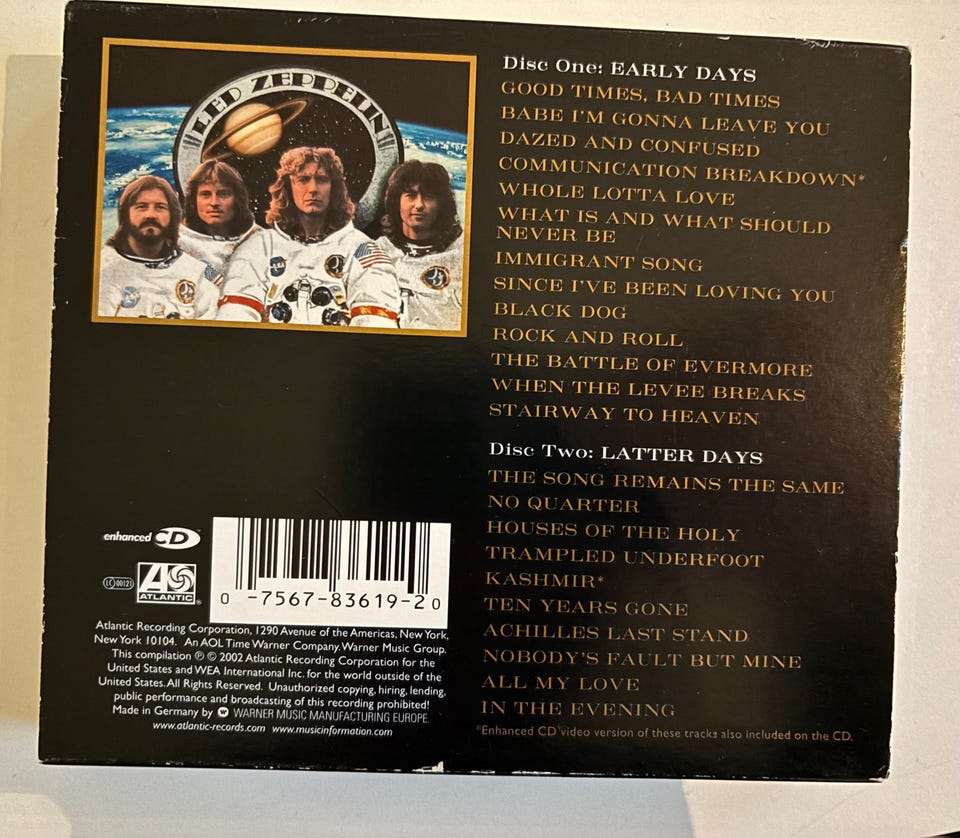 LED ZEPPELIN
Disc One: EARLY DAYS
GOOD TIMES, BAD TIMES
BABE I'M GONNA LEAVE YOU
DAZED AND CONFUSED
COMMUNICATION BREAKDOWN*
WHOLE LOTTA LOVE
WHAT IS AND WHAT SHOULD
NEVER BE
IMMIGRANT SONG
SINCE I'VE BEEN LOVING YOU
BLACK DOG
ROCK AND ROLL
THE BATTLE OF EVERMORE
WHEN THE LEVEE BREAKS
STAIRWAY TO HEAVEN
Disc Two: LATTER DAYS
THE SONG REMAINS THE SAME
NO QUARTER
HOUSES OF THE HOLY
TRAMPLED UNDERFOOT
KASHMIR*
TEN YEARS GONE
ACHILLES LAST STAND
NOBODY'S FAULT BUT MINE
ALL MY LOVE
IN THE EVENING
*Enhanced CD video version of these tracks also included on the CD.
enhanced CD
LC 00121
ATLANTIC®
0 -7567-83619-2 0
Atlantic Recording Corporation, 1290 Avenue of the Americas, New York,
New York 10104. An AOL Time Warner Company. Warner Music Group.
This compilation ℗ © 2002 Atlantic Recording Corporation for the
United States and WEA International Inc. for the world outside of the
United States. All Rights Reserved. Unauthorized copying, hiring, lending,
public performance and broadcasting of this recording prohibited!
Made in Germany by WARNER MUSIC MANUFACTURING EUROPE.
www.atlantic-records.com www.musicinformation.com